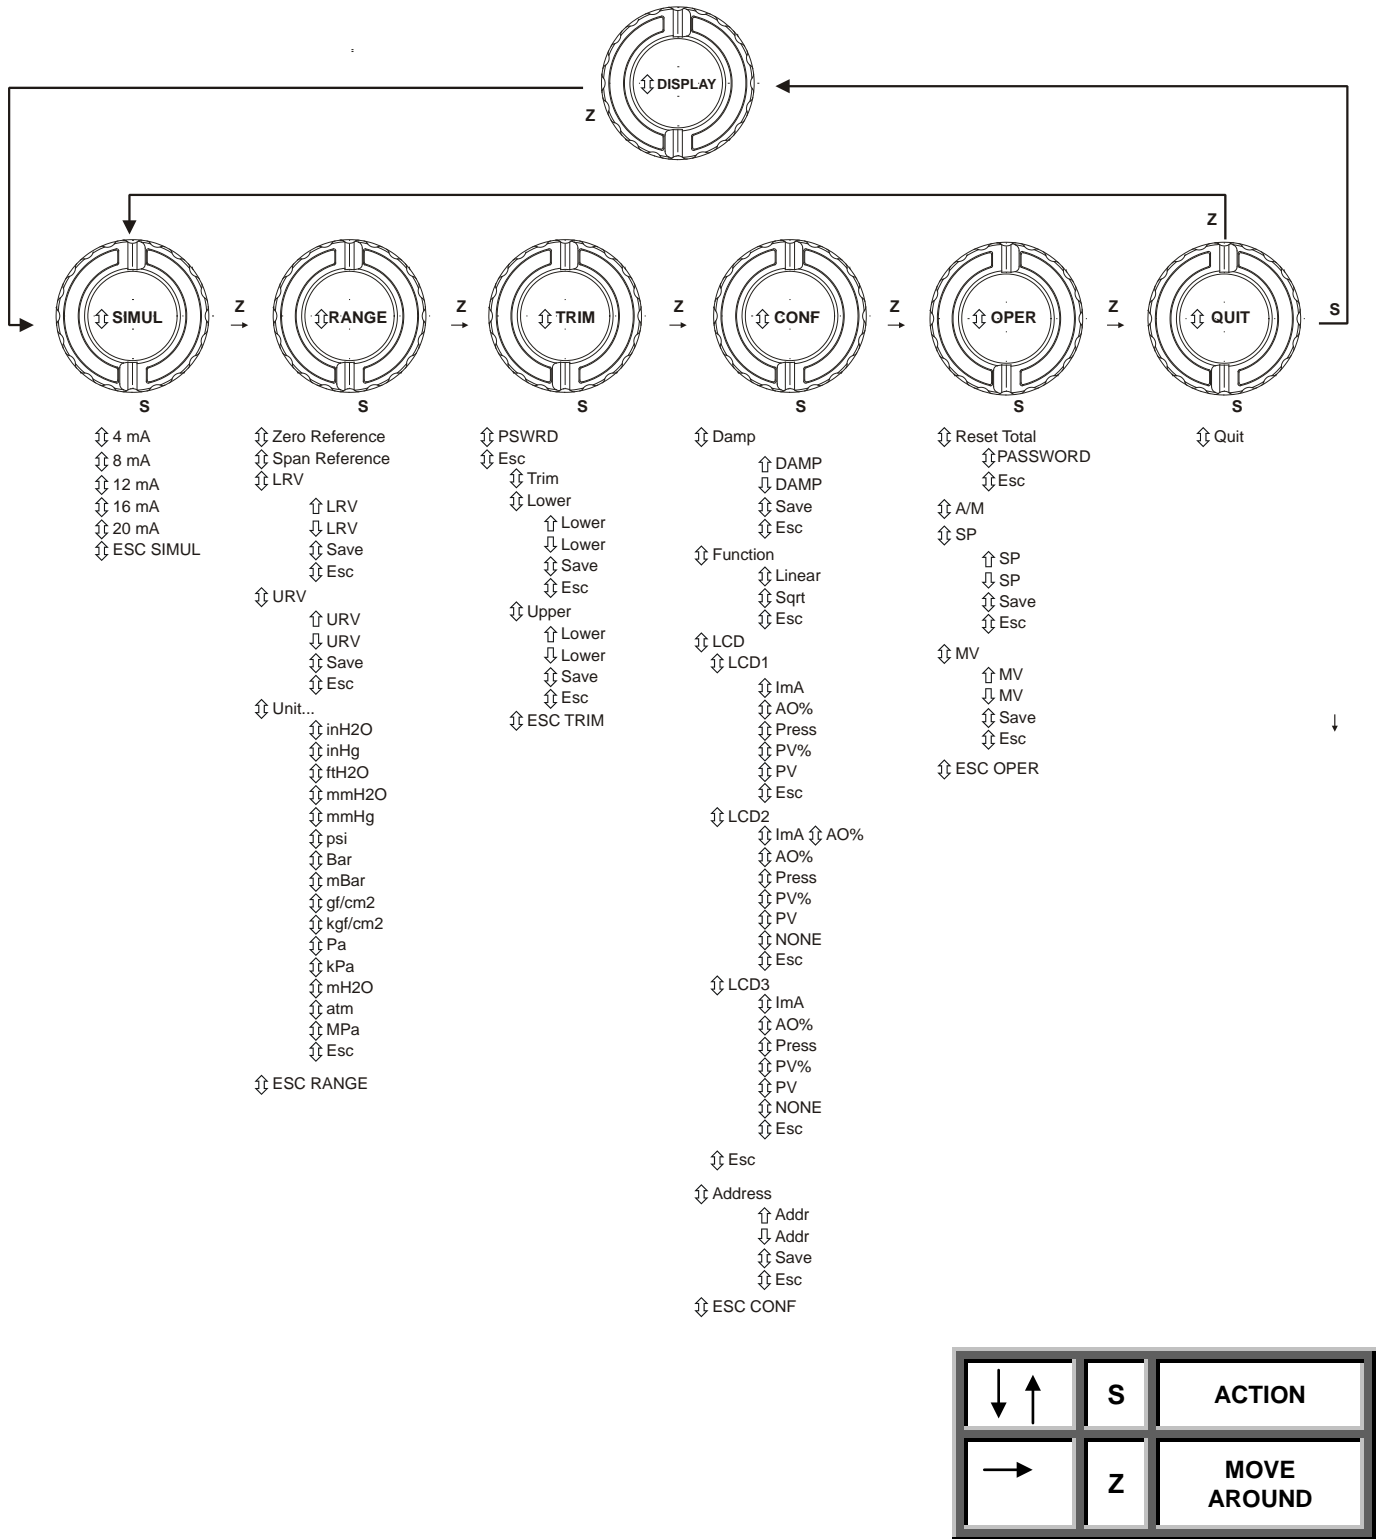 DISPLAY
Z
Z
SIMUL
Z
RANGE
Z
TRIM
Z
CONF
Z
OPER
Z
QUIT
S
S
4 mA
8 mA
12 mA
16 mA
20 mA
ESC SIMUL
S
Zero Reference
Span Reference
LRV
LRV
LRV
Save
Esc
URV
URV
URV
Save
Esc
Unit...
inH2O
inHg
ftH2O
mmH2O
mmHg
psi
Bar
mBar
gf/cm2
kgf/cm2
Pa
kPa
mH2O
atm
MPa
Esc
ESC RANGE
S
PSWRD
Esc
Trim
Lower
Lower
Lower
Save
Esc
Upper
Lower
Lower
Save
Esc
ESC TRIM
S
Damp
DAMP
DAMP
Save
Esc
Function
Linear
Sqrt
Esc
LCD
LCD1
ImA
AO%
Press
PV%
PV
Esc
LCD2
ImA AO%
AO%
Press
PV%
PV
NONE
Esc
LCD3
ImA
AO%
Press
PV%
PV
NONE
Esc
Esc
Address
Addr
Addr
Save
Esc
ESC CONF
S
Reset Total
PASSWORD
Esc
A/M
SP
SP
SP
Save
Esc
MV
MV
MV
Save
Esc
ESC OPER
S
Quit
S ACTION
Z MOVE
AROUND